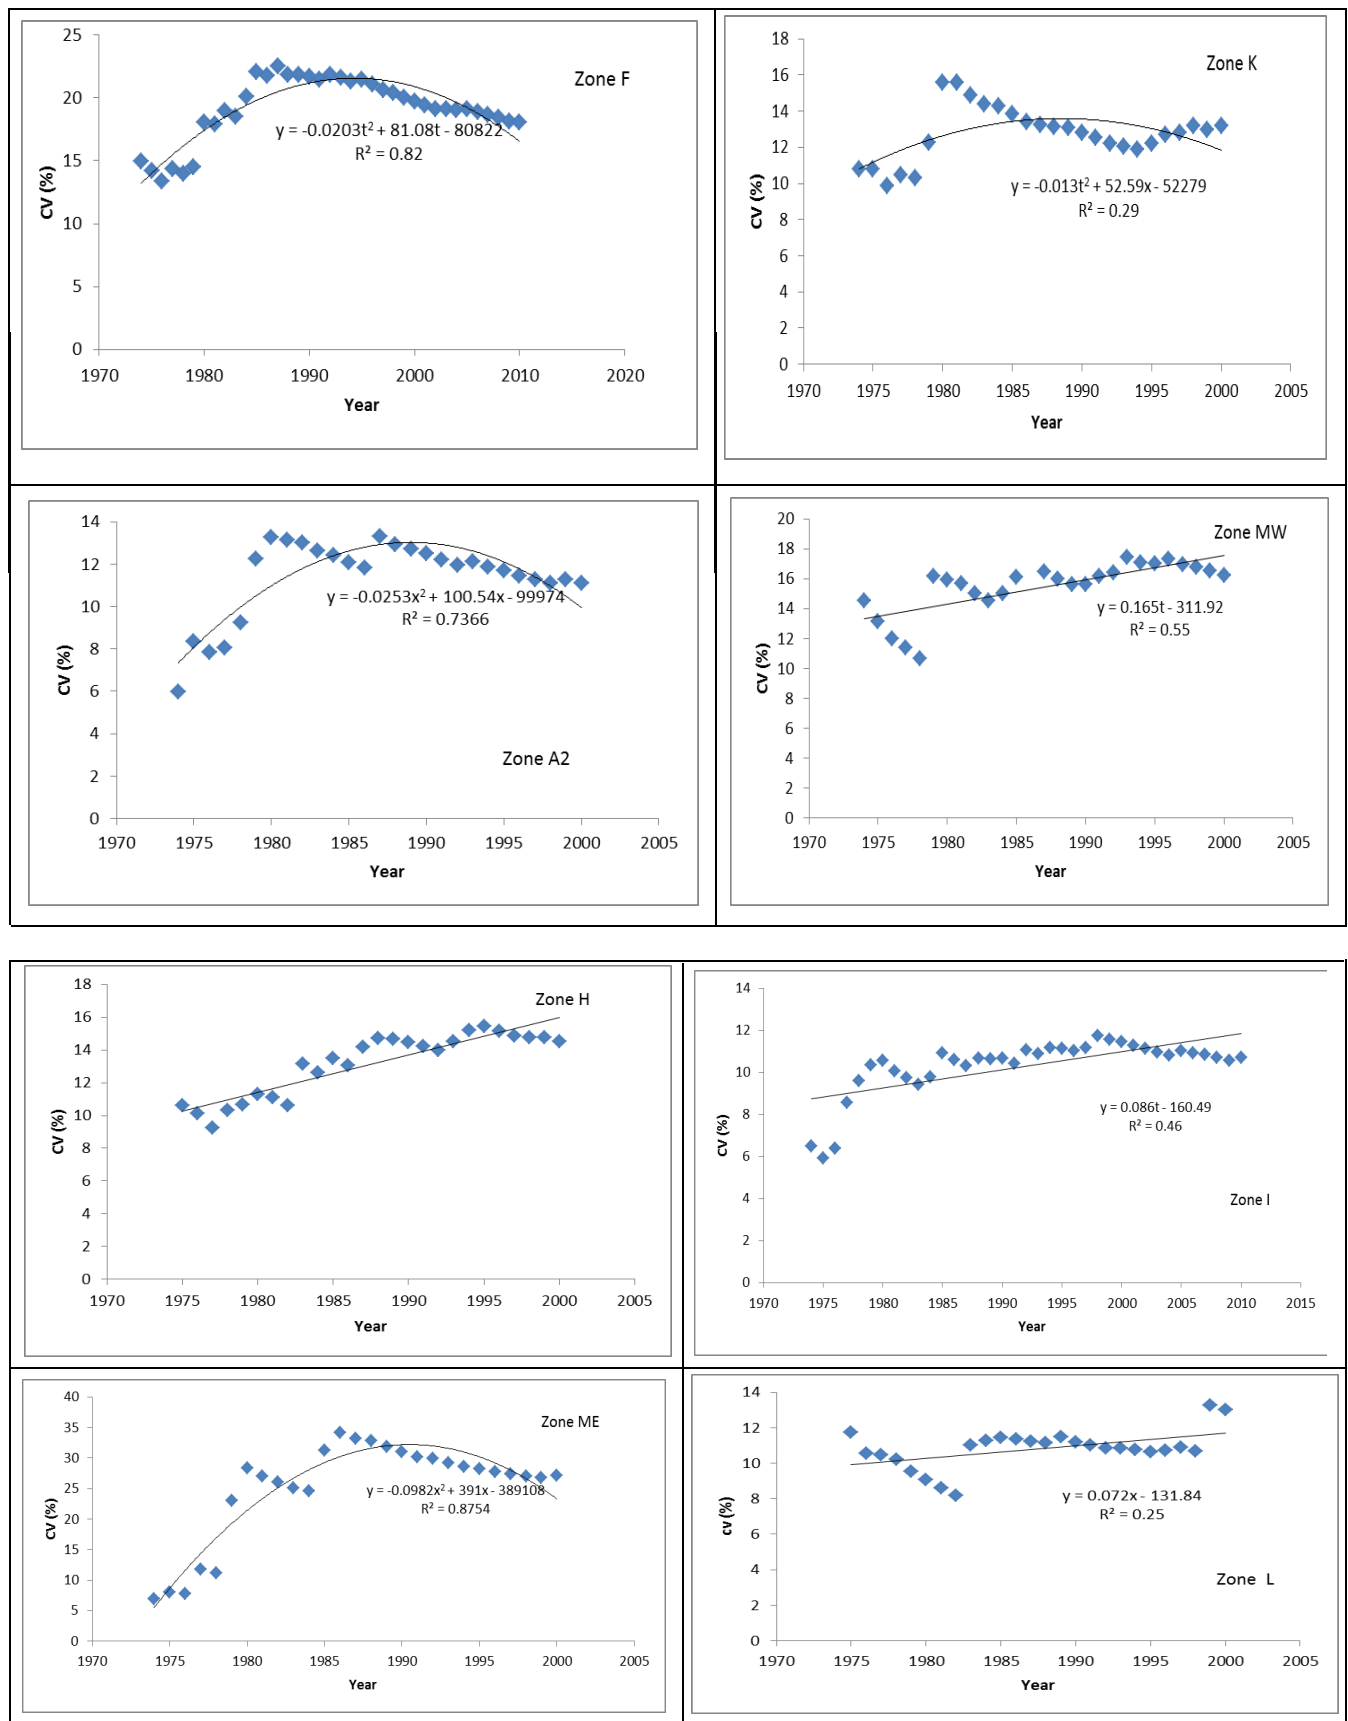 25
20
15
10
5
0
CV (%)
Zone F
y = -0.0203t² + 81.08t - 80822
R² = 0.82
1970 1980 1990 2000 2010 2020
Year
18
16
14
12
10
8
6
4
2
0
CV (%)
Zone K
y = -0.013t² + 52.59x - 52279
R² = 0.29
1970 1975 1980 1985 1990 1995 2000 2005
Year
14
12
10
8
6
4
2
0
CV (%)
y = -0.0253x² + 100.54x - 99974
R² = 0.7366
Zone A2
1970 1975 1980 1985 1990 1995 2000 2005
Year
20
18
16
14
12
10
8
6
4
2
0
CV (%)
Zone MW
y = 0.165t - 311.92
R² = 0.55
1970 1975 1980 1985 1990 1995 2000 2005
Year
18
16
14
12
10
8
6
4
2
0
CV (%)
Zone H
1970 1975 1980 1985 1990 1995 2000 2005
Year
14
12
10
8
6
4
2
0
CV (%)
y = 0.086t - 160.49
R² = 0.46
Zone I
1970 1975 1980 1985 1990 1995 2000 2005 2010 2015
Year
40
35
30
25
20
15
10
5
0
CV (%)
Zone ME
y = -0.0982x² + 391x - 389108
R² = 0.8754
1970 1975 1980 1985 1990 1995 2000 2005
Year
14
12
10
8
6
4
2
0
cv (%)
y = 0.072x - 131.84
R² = 0.25
Zone L
1970 1975 1980 1985 1990 1995 2000 2005
Year